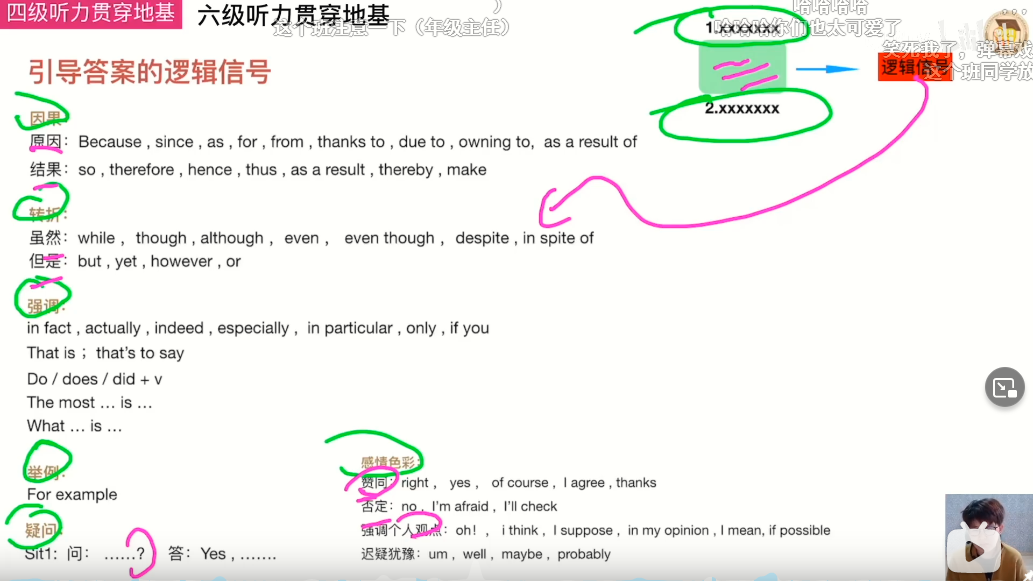 四级听力贯穿地基
六级听力贯穿地基
这个班注意一下（年级主任）
哈哈哈哈
哈哈哈你们也太可爱了
笑死我了，弹幕戏
这个班同学放
1.xxxxxxx
逻辑信号
2.xxxxxxx
引导答案的逻辑信号
因果
原因：Because , since , as , for , from , thanks to , due to , owning to, as a result of
结果：so , therefore , hence , thus , as a result , thereby , make
转折：
虽然：while , though , although , even , even though , despite , in spite of
但是：but , yet , however , or
强调：
in fact , actually , indeed , especially , in particular , only , if you
That is ；that's to say
Do / does / did + v
The most … is …
What … is …
举例：
For example
疑问：
Sit1: 问： ……? 答：Yes , …….
感情色彩：
赞同：right , yes , of course , I agree , thanks
否定：no , I'm afraid , I'll check
强调个人观点：oh! , i think , I suppose , in my opinion , I mean, if possible
迟疑犹豫：um , well , maybe , probably